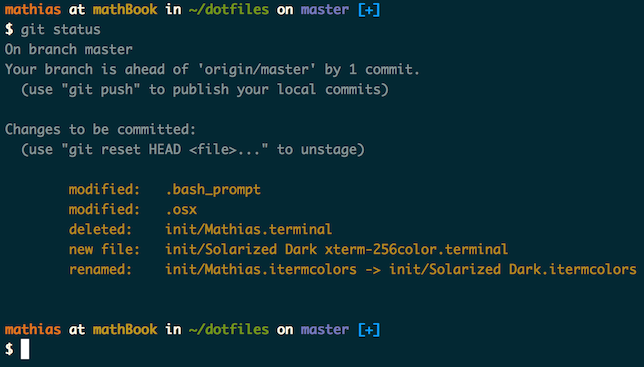 mathias at mathBook in ~/dotfiles on master [+]
$ git status
On branch master
Your branch is ahead of 'origin/master' by 1 commit.
  (use "git push" to publish your local commits)

Changes to be committed:
  (use "git reset HEAD <file>..." to unstage)

        modified:   .bash_prompt
        modified:   .osx
        deleted:    init/Mathias.terminal
        new file:   init/Solarized Dark xterm-256color.terminal
        renamed:    init/Mathias.itermcolors -> init/Solarized Dark.itermcolors

mathias at mathBook in ~/dotfiles on master [+]
$